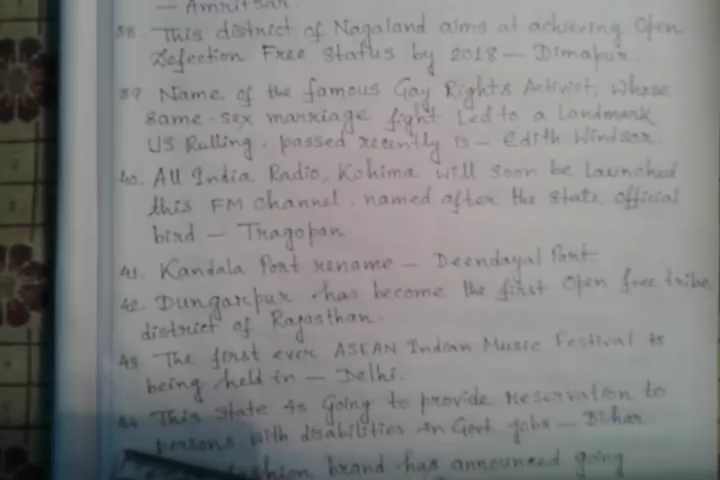 - Amritsar.
38. This district of Nagaland aims at achieving Open
Defection Free Status by 2018 - Dimapur.
39 Name of the famous Gay Rights Activist, whose
same-sex marriage fight Led to a Landmark
US Rulling, passed recently is - Edith Windsor.
40. All India Radio, Kohima will soon be Launched
this FM Channel, named after the State Official
bird - Tragopan
41. Kandala Port rename - Deendayal Port.
42. Dungarpur has become the first Open free tribe
district of Rajasthan.
43 The first ever ASEAN Indian Music Festival is
being held in - Delhi.
44 This State is Going to provide reservation to
persons with disabilities in Govt jobs - Bihar.
brand has announced going